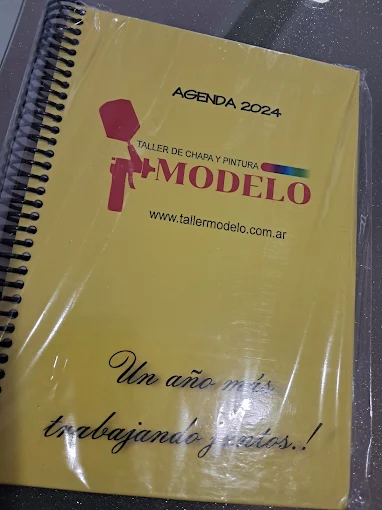 AGENDA 2024
TALLER DE CHAPA Y PINTURA
MODELO
www.tallermodelo.com.ar
Un año más
trabajando juntos..!